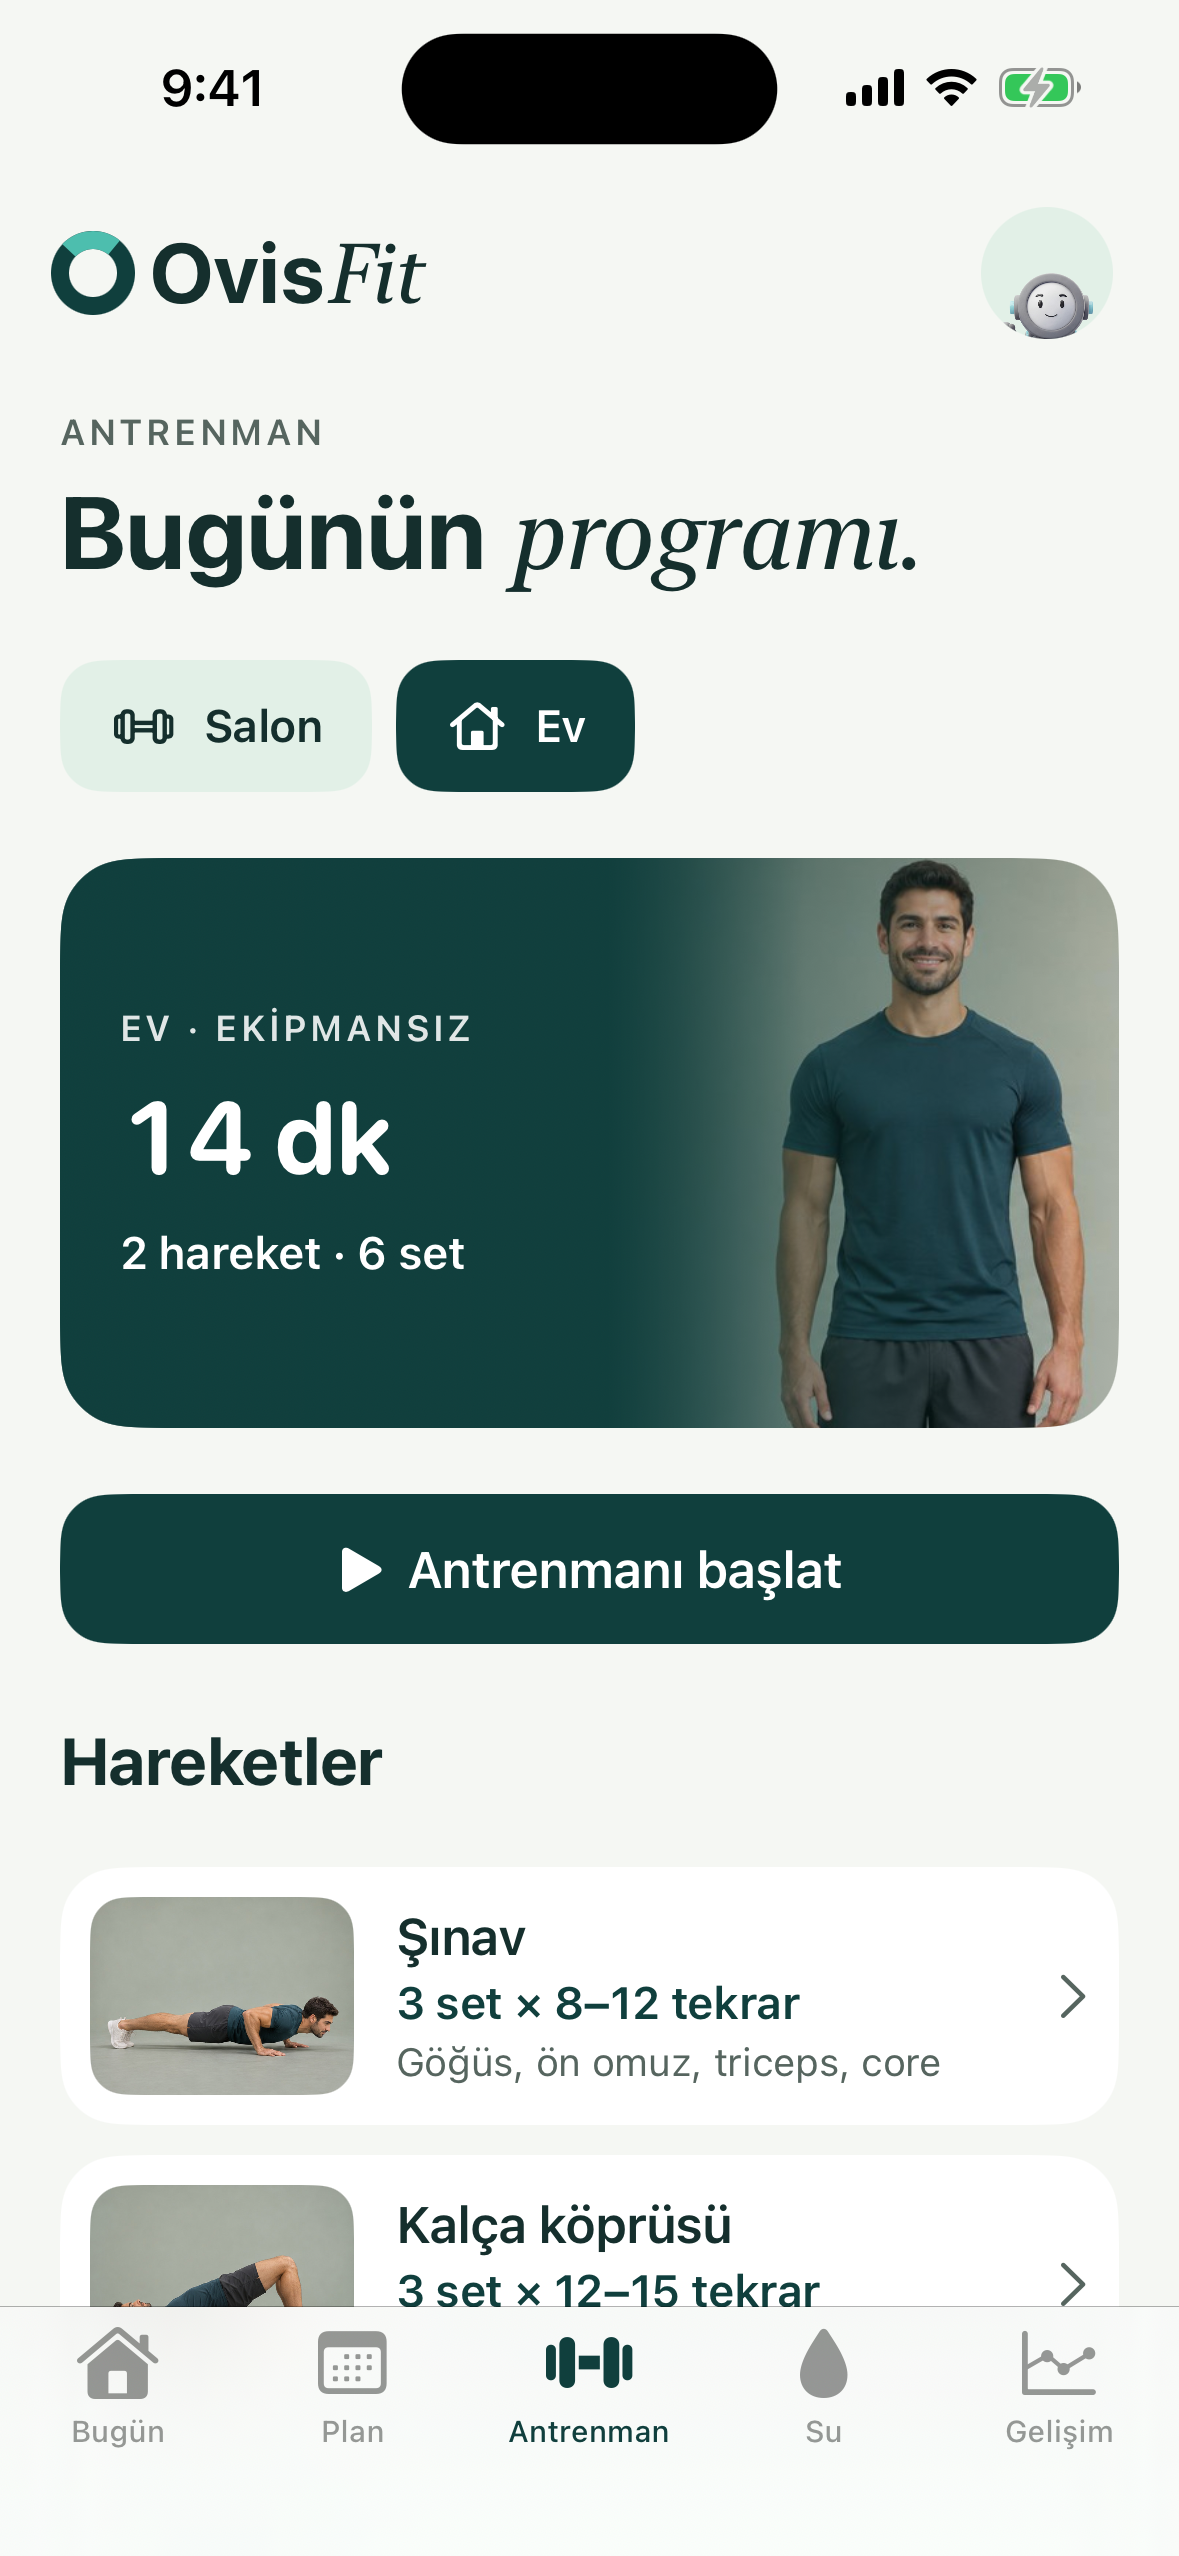 9:41
OvisFit
ANTRENMAN
Bugünün programı.
Salon
Ev
EV · EKİPMANSIZ
14 dk
2 hareket · 6 set
Antrenmanı başlat
Hareketler
Şınav
3 set × 8–12 tekrar
Göğüs, ön omuz, triceps, core
Kalça köprüsü
3 set × 12–15 tekrar
Bugün
Plan
Antrenman
Su
Gelişim